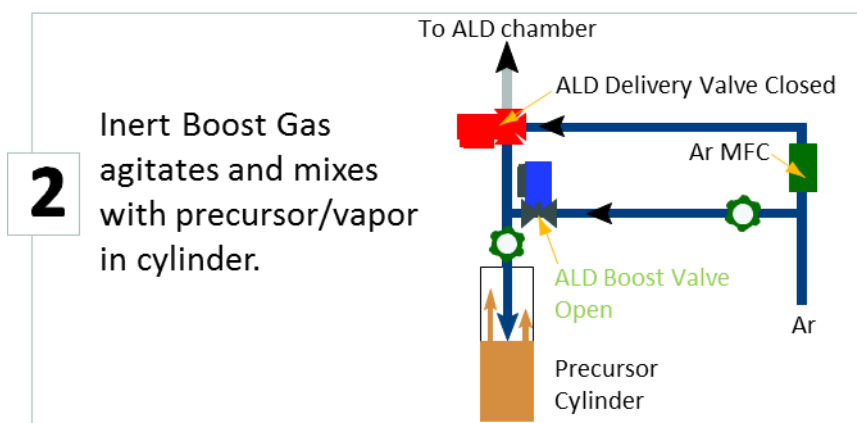 To ALD chamber
ALD Delivery Valve Closed
Inert Boost Gas
agitates and mixes
with precursor/vapor
in cylinder.
2
Ar MFC
ALD Boost Valve
Open
Ar
Precursor
Cylinder